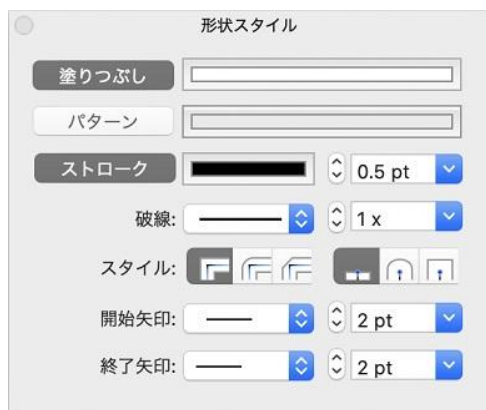 形状スタイル
塗りつぶし
パターン
ストローク 0.5 pt
破線: 1 x
スタイル:
開始矢印: 2 pt
終了矢印: 2 pt